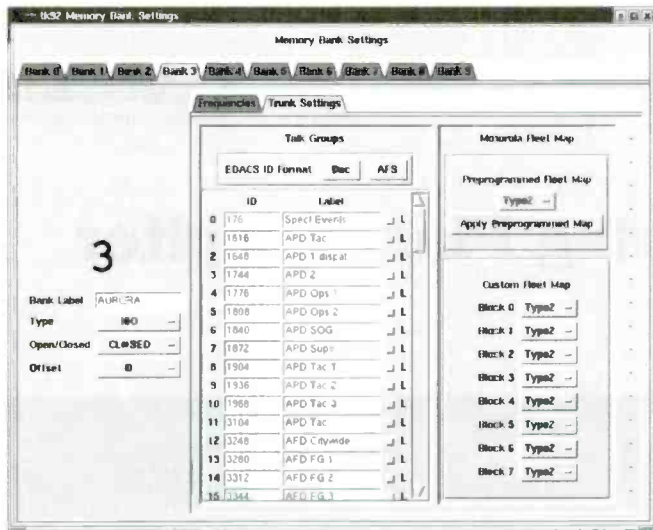 tk92 Memory Bank Settings
Memory Bank Settings
Bank 0 Bank 1 Bank 2 Bank 3 Bank 4 Bank 5 Bank 6 Bank 7 Bank 8 Bank 9
Frequencies Trunk Settings
3
Bank Label AURORA
Type
Open/Closed CLOSED
Offset 0
Talk Groups
EDACS ID Format Dec AFS
ID Label
0 176 Spect Events L
1 1616 APD Tac L
2 1648 APD 1 dispat L
3 1744 APD 2 L
4 1776 APD Ops 1 L
5 1808 APD Ops 2 L
6 1840 APD SOG L
7 1872 APD Supv L
8 1904 APD Tac 1 L
9 1936 APD Tac 2 L
10 1968 APD Tac 3 L
11 3104 APD Tac L
12 3248 AFD Citywide L
13 3280 AFD FG 1 L
14 3312 AFD FG 2 L
15 3344 AFD FG 3 L
Motorola Fleet Map
Preprogrammed Fleet Map
Type2
Apply Preprogrammed Map
Custom Fleet Map
Block 0 Type2
Block 1 Type2
Block 2 Type2
Block 3 Type2
Block 4 Type2
Block 5 Type2
Block 6 Type2
Block 7 Type2